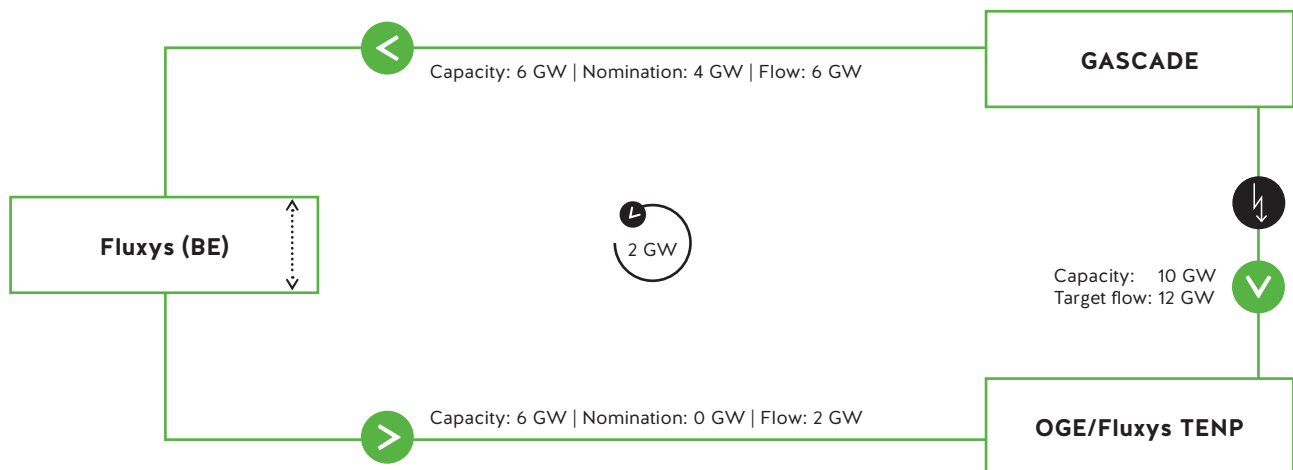 GASCADE
Capacity: 6 GW | Nomination: 4 GW | Flow: 6 GW
Fluxys (BE)
2 GW
Capacity: 10 GW
Target flow: 12 GW
Capacity: 6 GW | Nomination: 0 GW | Flow: 2 GW
OGE/Fluxys TENP